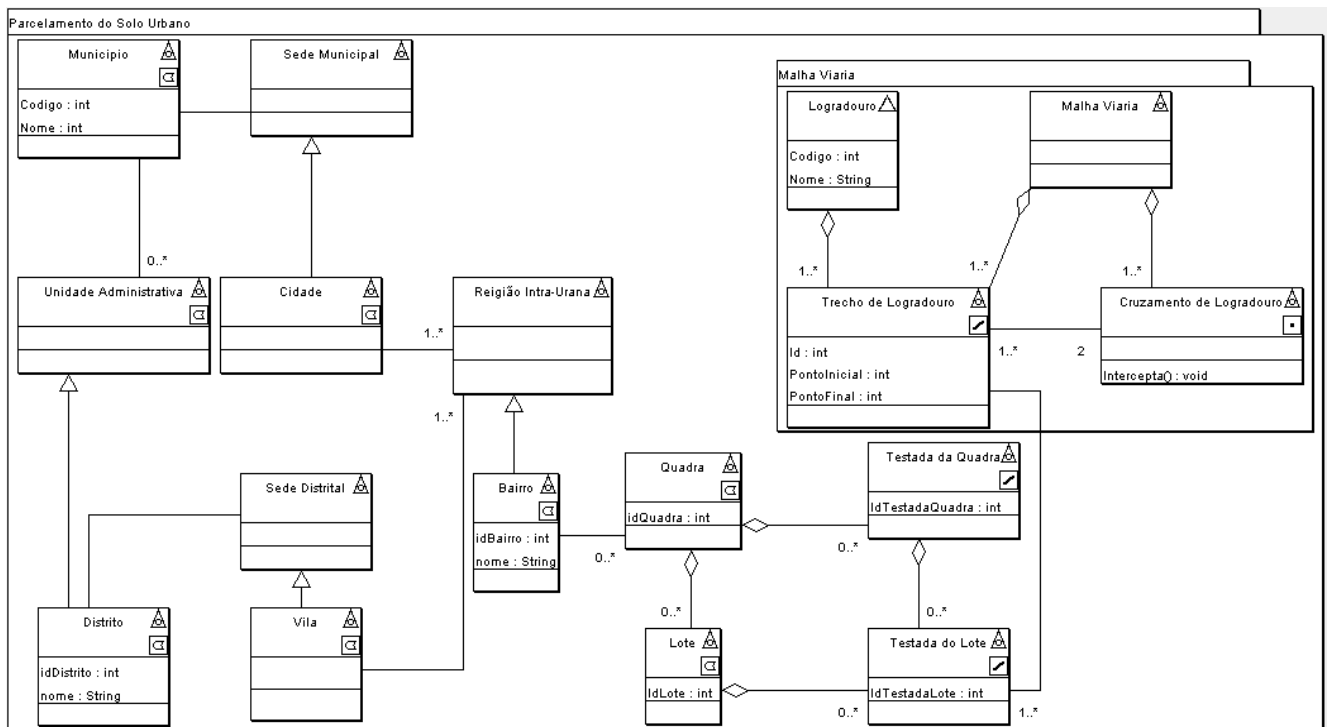 Parcelamento do Solo Urbano
Municipio
Codigo : int
Nome : int
Sede Municipal
Malha Viaria
Logradouro
Codigo : int
Nome : String
Malha Viaria
1..*
1..*
1..*
Trecho de Logradouro
Id : int
PontoInicial : int
PontoFinal : int
1..*
2
Cruzamento de Logradouro
Intercepta() : void
0..*
Unidade Administrativa
Cidade
1..*
Reigião Intra-Urana
1..*
Sede Distrital
Bairro
idBairro : int
nome : String
0..*
Quadra
idQuadra : int
0..*
Testada da Quadra
IdTestadaQuadra : int
0..*
0..*
Distrito
idDistrito : int
nome : String
Vila
Lote
IdLote : int
0..*
Testada do Lote
IdTestadaLote : int
1..*